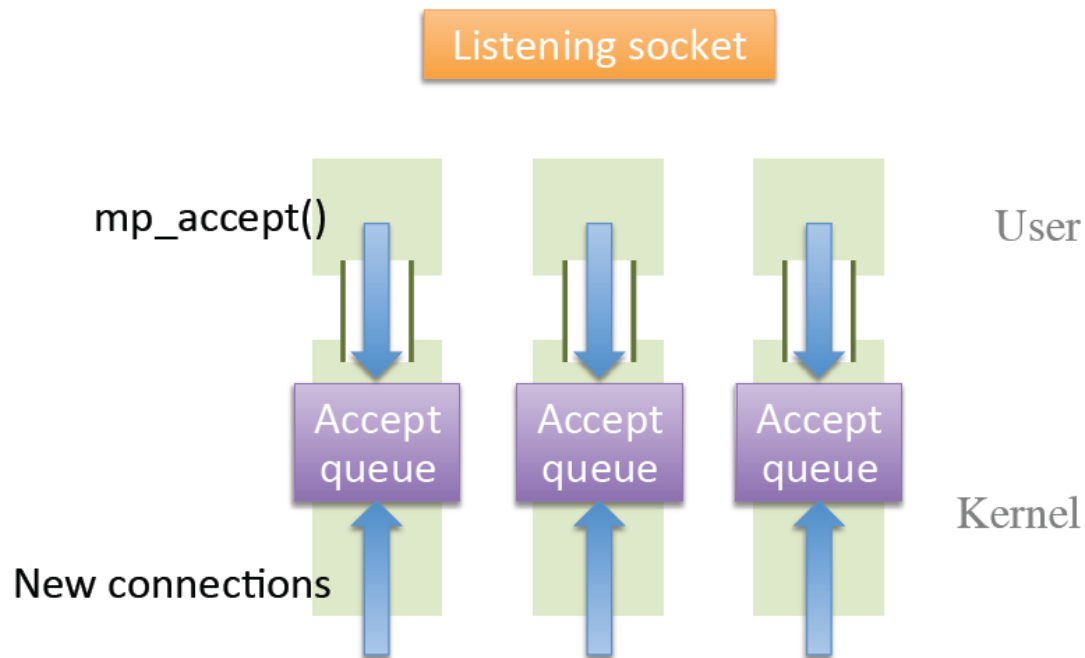 Listening socket
mp_accept()
User
Accept
queue
Accept
queue
Accept
queue
Kernel
New connections